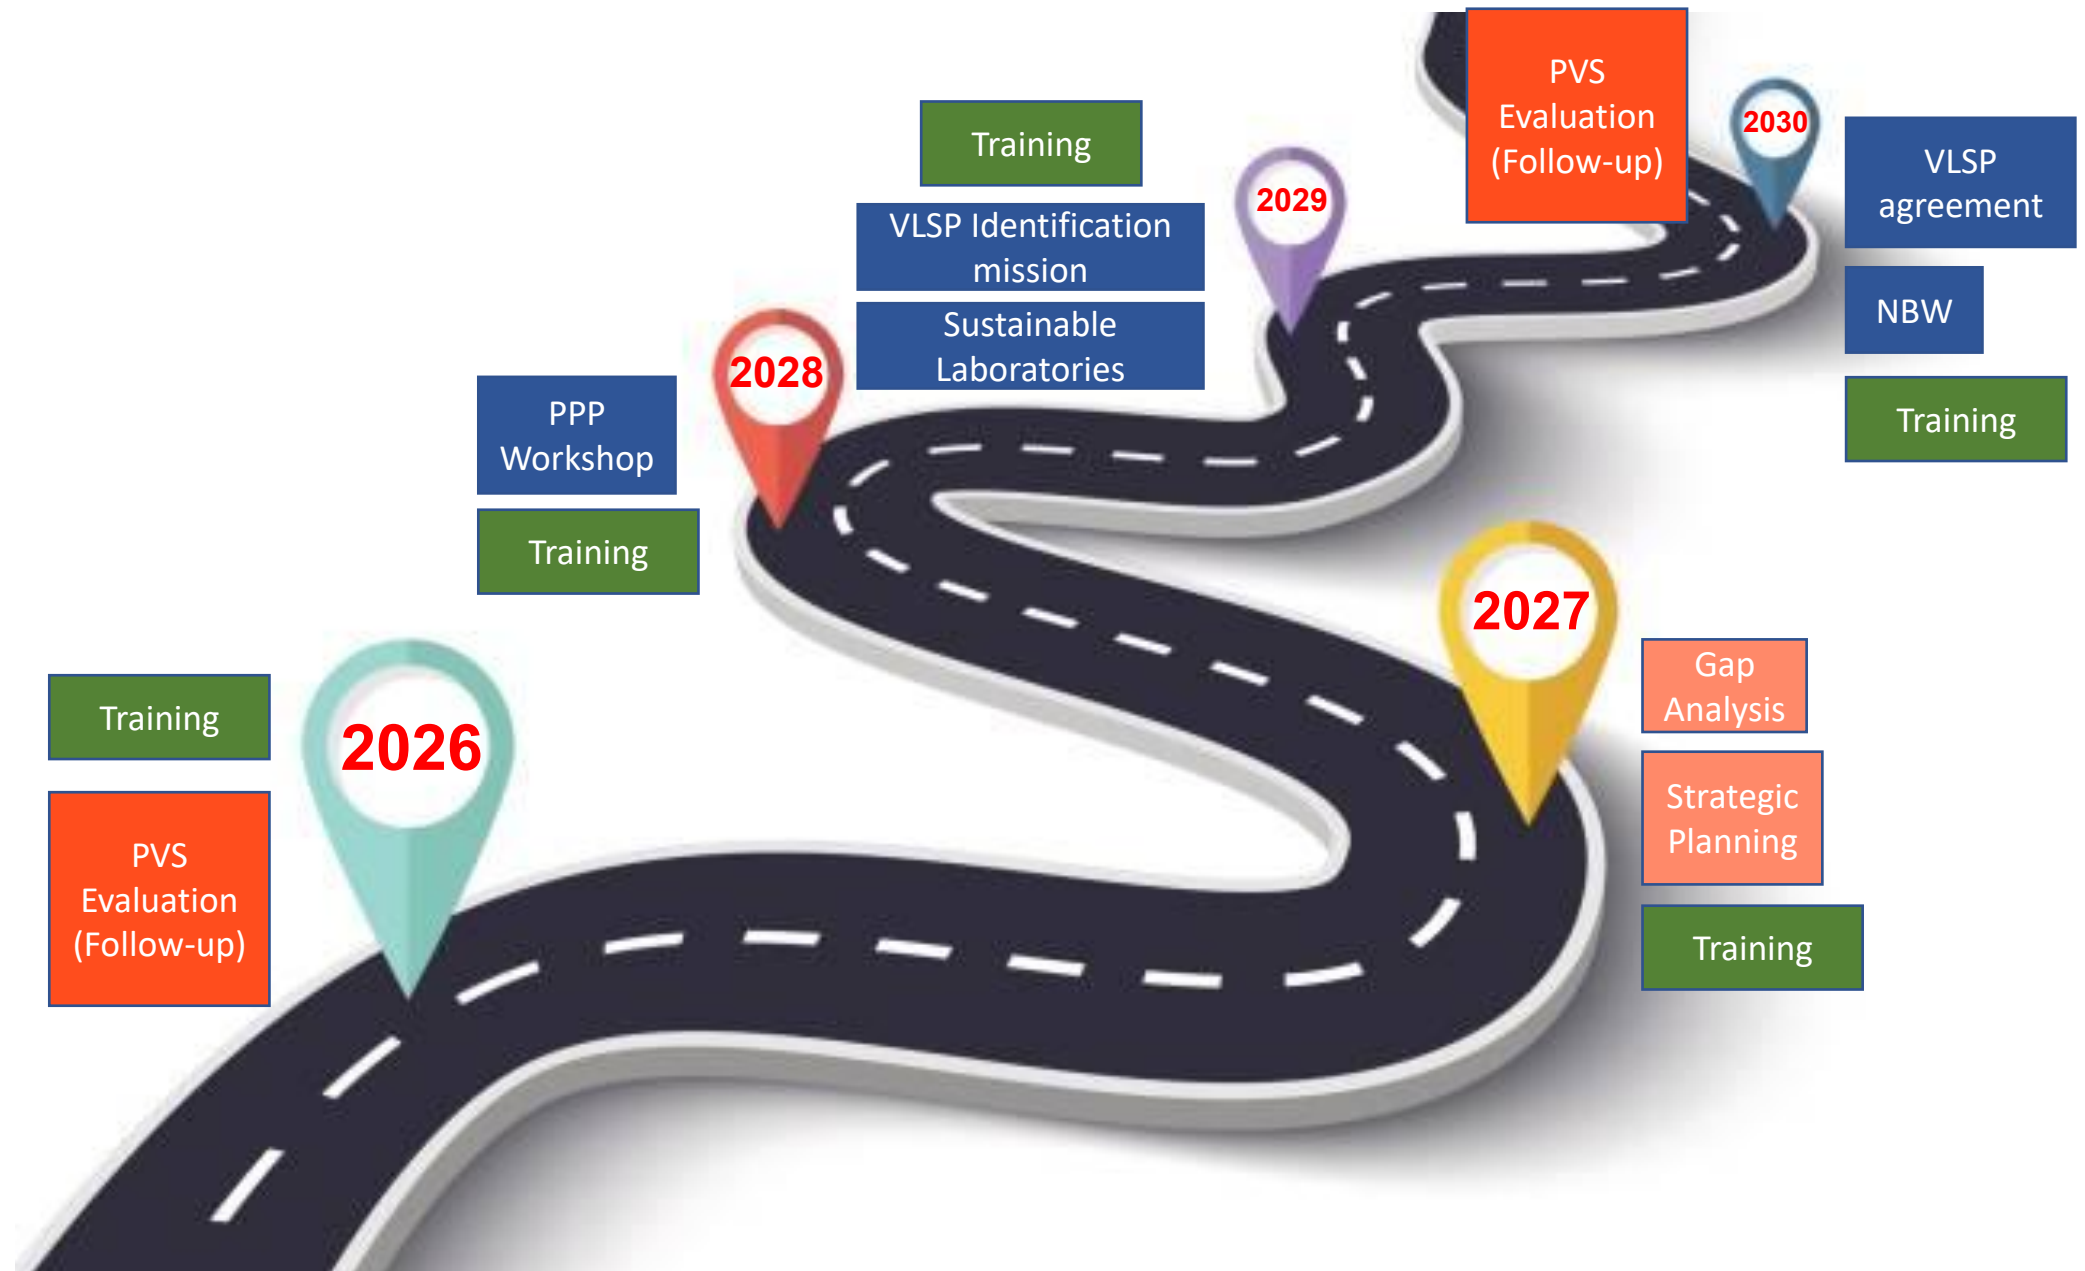 PVS
Evaluation
(Follow-up)
2030
VLSP
agreement
NBW
Training
Training
VLSP Identification
mission
Sustainable
Laboratories
2029
2028
PPP
Workshop
Training
2027
Gap
Analysis
Strategic
Planning
Training
Training
PVS
Evaluation
(Follow-up)
2026